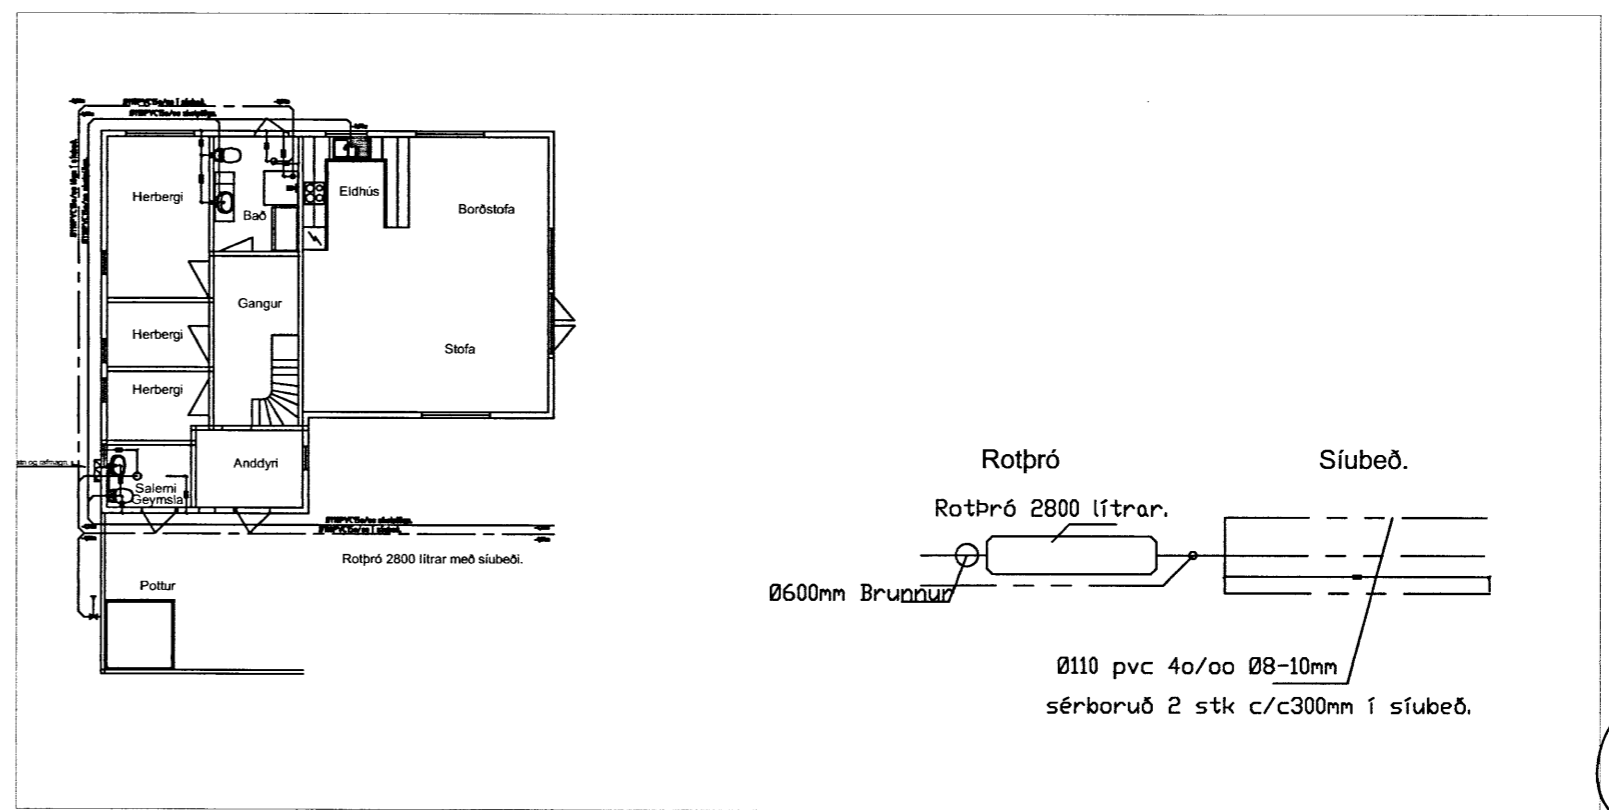 Herbergi
Bað
Eldhús
Borðstofa
Gangur
Herbergi
Stofa
Herbergi
Anddyri
Salerni
Geymsla
Rotþró 2800 lítrar með síubeði.
Pottur
Rotþró
Síubeð.
RotÞró 2800 lítrar.
Ø600mm Brunnur
Ø110 pvc 4o/oo Ø8-10mm
sérboruð 2 stk c/c300mm í síubeð.